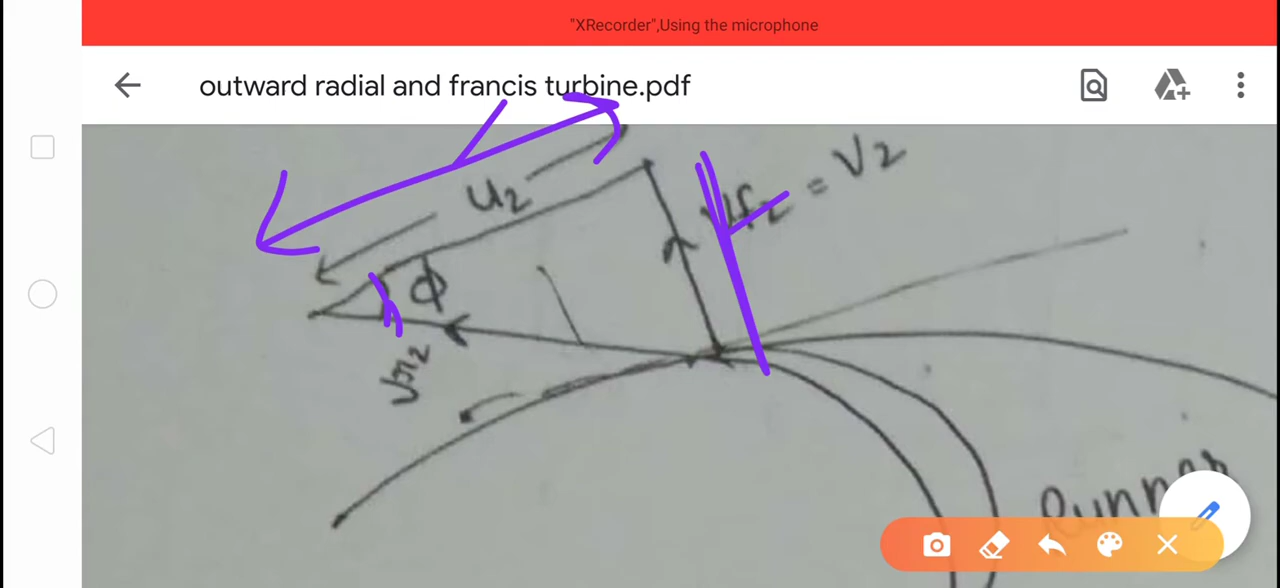 "XRecorder",Using the microphone
outward radial and francis turbine.pdf
u2
Vf2 = V2
ϕ
Vr2
Runner